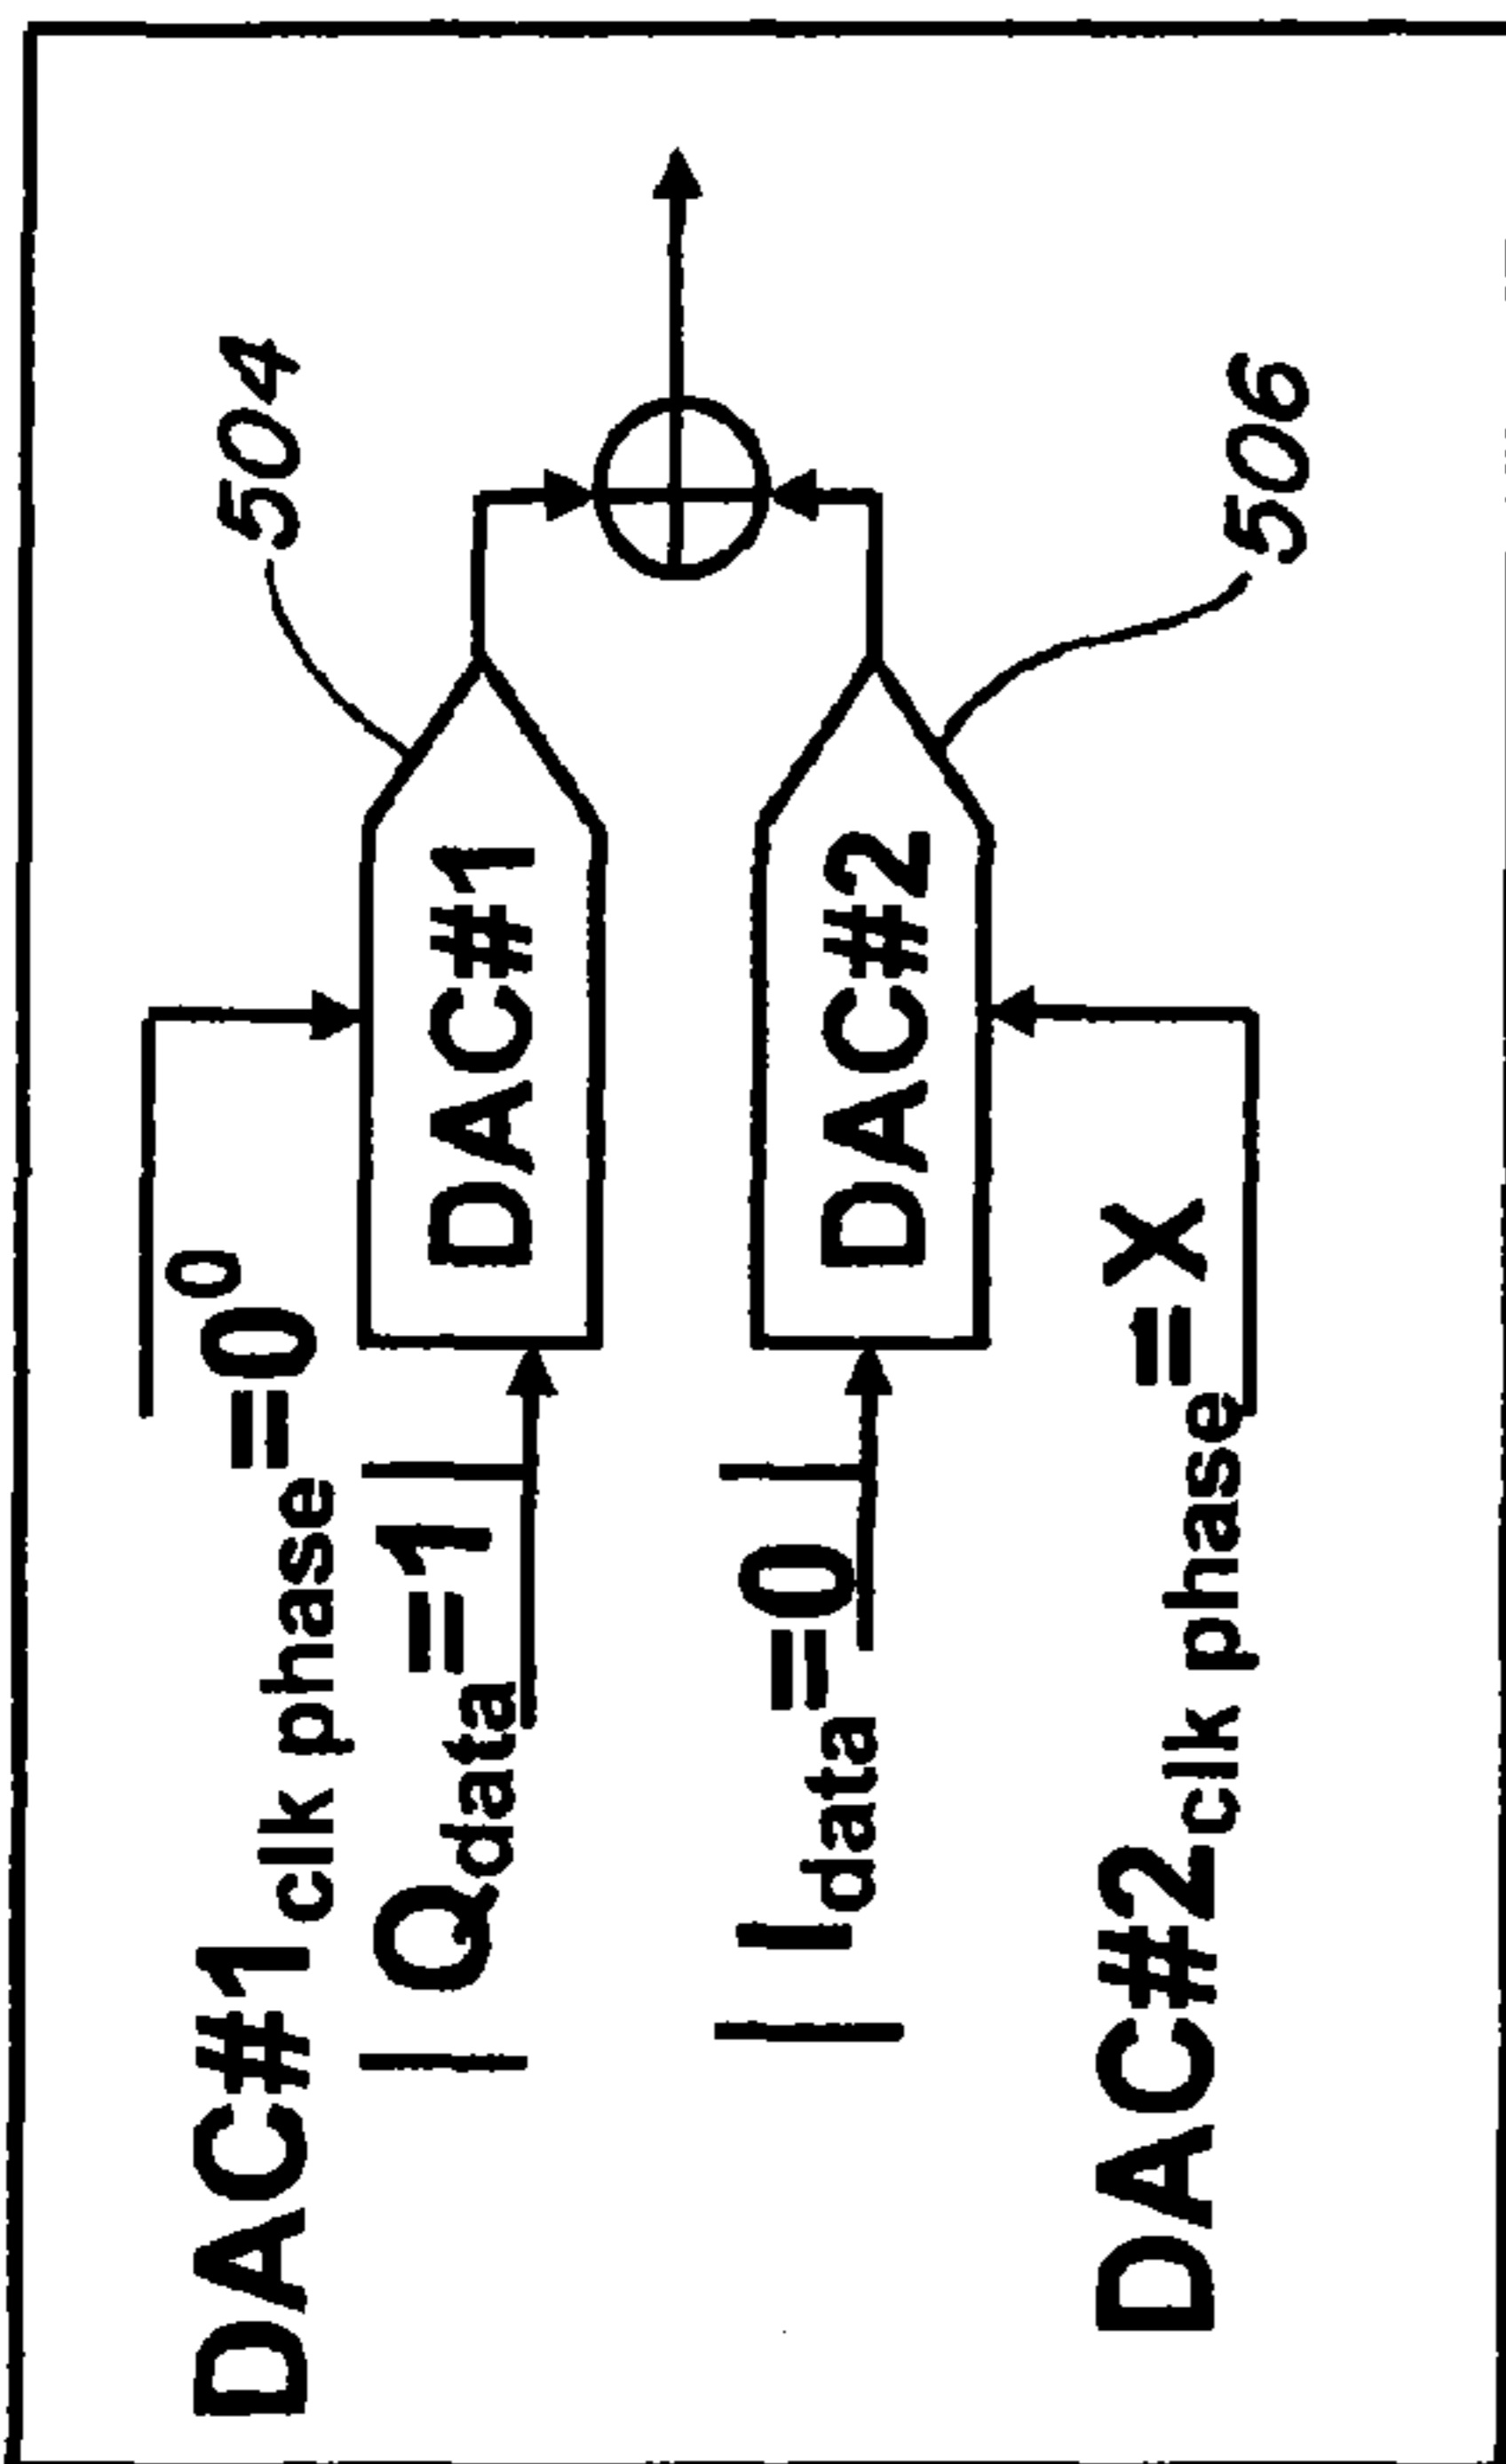 DAC#1clk phase=0⁰
504
| Qdata=1 |
DAC#1
| Idata=0 |
DAC#2
DAC#2clk phase=X
506